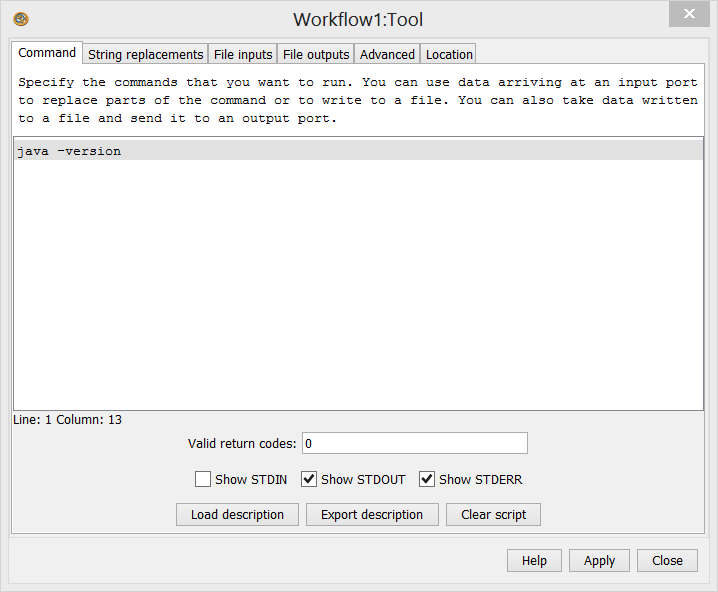 Workflow1:Tool
Command String replacements File inputs File outputs Advanced Location
Specify the commands that you want to run. You can use data arriving at an input port
to replace parts of the command or to write to a file. You can also take data written
to a file and send it to an output port.
java -version
Line: 1 Column: 13
Valid return codes: 0
Show STDIN Show STDOUT Show STDERR
Load description Export description Clear script
Help Apply Close